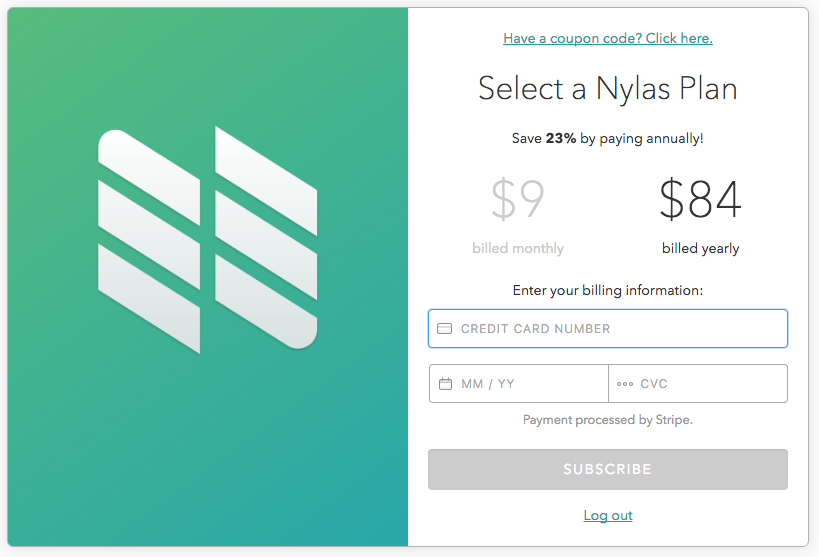 Have a coupon code? Click here.
Select a Nylas Plan
Save 23% by paying annually!
$9
billed monthly
$84
billed yearly
Enter your billing information:
CREDIT CARD NUMBER
MM / YY
CVC
Payment processed by Stripe.
SUBSCRIBE
Log out